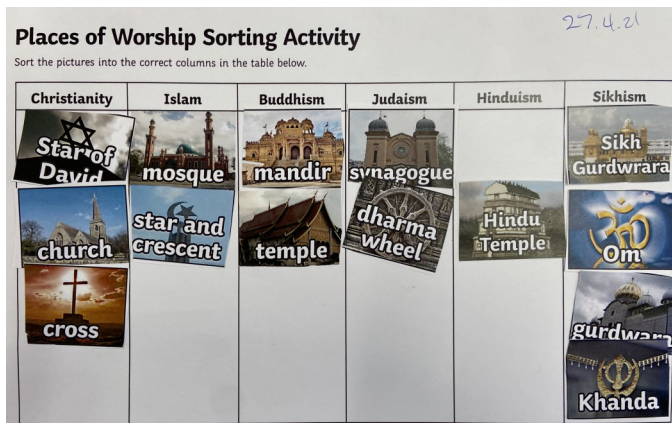 27.4.21
Places of Worship Sorting Activity
Sort the pictures into the correct columns in the table below.
Christianity Islam Buddhism Judaism Hinduism Sikhism
Star of
David
mosque
mandir
synagogue
Sikh
Gurdwrara
church
star and
crescent
temple
dharma
wheel
Hindu
Temple
Om
cross
gurdwara
Khanda